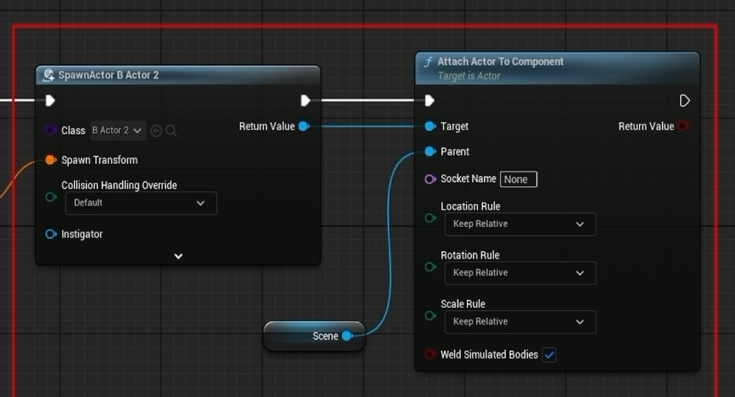 SpawnActor B Actor 2
Class B Actor 2
Return Value
Spawn Transform
Collision Handling Override
Default
Instigator
Scene
f Attach Actor To Component
Target is Actor
Target
Return Value
Parent
Socket Name None
Location Rule
Keep Relative
Rotation Rule
Keep Relative
Scale Rule
Keep Relative
Weld Simulated Bodies